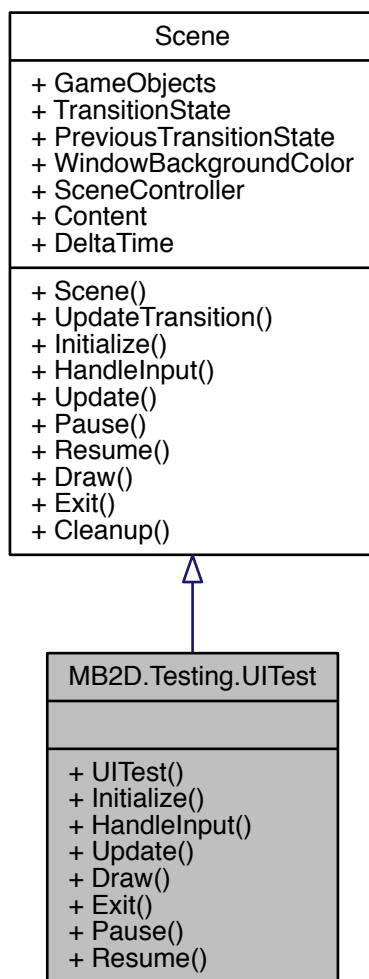 Scene
+ GameObjects
+ TransitionState
+ PreviousTransitionState
+ WindowBackgroundColor
+ SceneController
+ Content
+ DeltaTime
+ Scene()
+ UpdateTransition()
+ Initialize()
+ HandleInput()
+ Update()
+ Pause()
+ Resume()
+ Draw()
+ Exit()
+ Cleanup()
MB2D.Testing.UITest
+ UITest()
+ Initialize()
+ HandleInput()
+ Update()
+ Draw()
+ Exit()
+ Pause()
+ Resume()